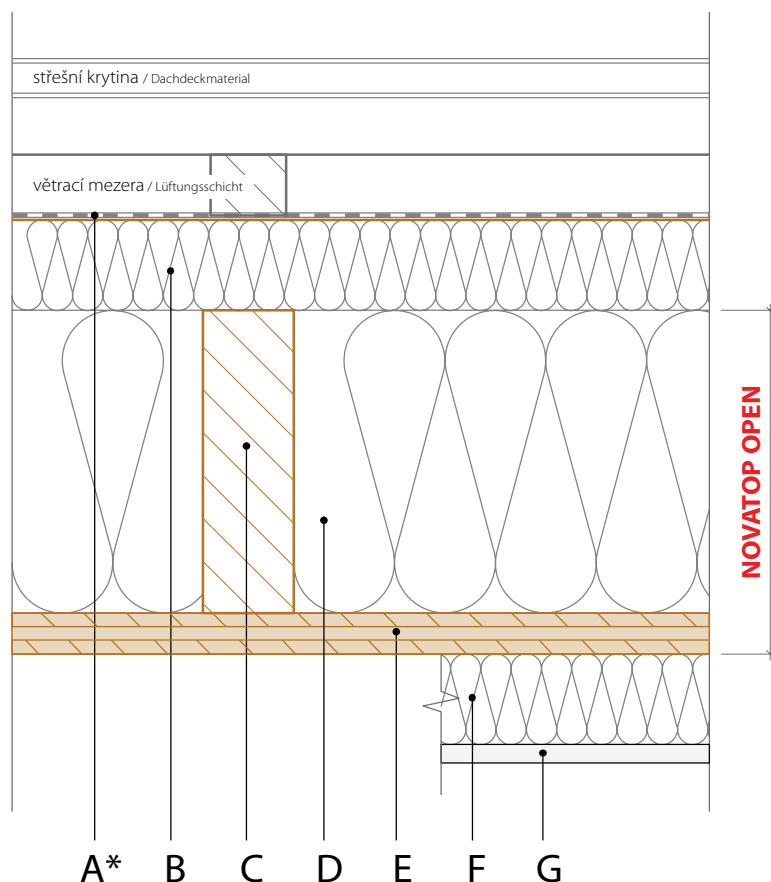 střešní krytina / Dachdeckmaterial
větrací mezera / Lüftungsschicht
NOVATOP OPEN
A* B C D E F G